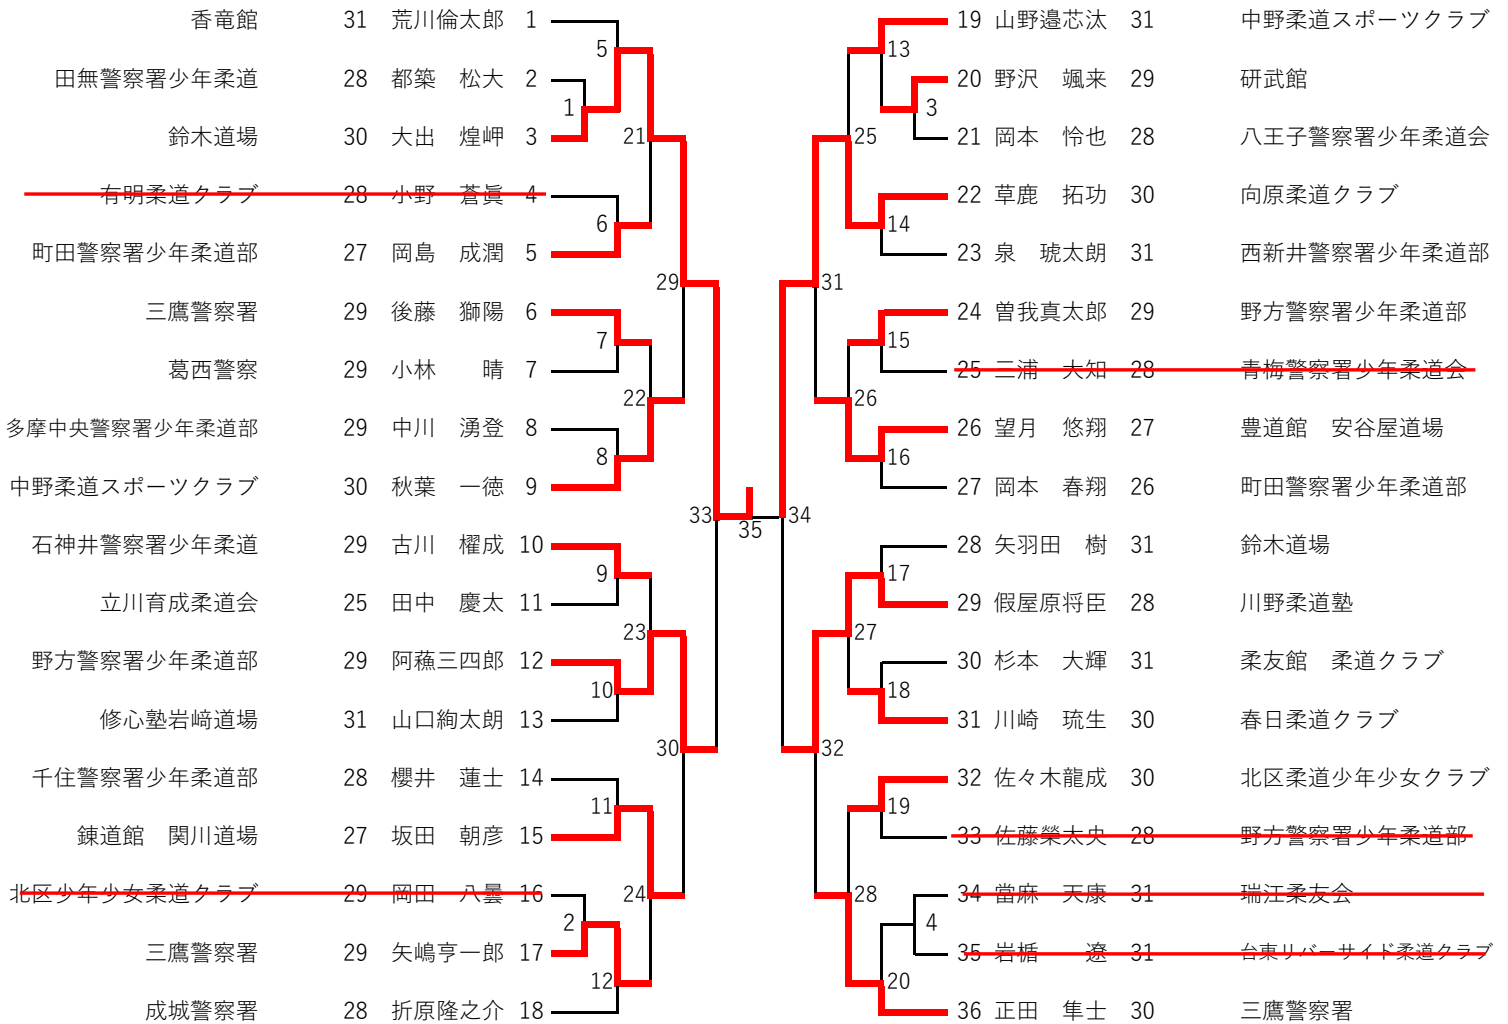 香竜館 31 荒川倫太郎 1
田無警察署少年柔道 28 都築 松大 2
鈴木道場 30 大出 煌岬 3
有明柔道クラブ 28 小野 蒼眞 4
町田警察署少年柔道部 27 岡島 成潤 5
三鷹警察署 29 後藤 獅陽 6
葛西警察 29 小林 晴 7
多摩中央警察署少年柔道部 29 中川 湧登 8
中野柔道スポーツクラブ 30 秋葉 一徳 9
石神井警察署少年柔道 29 古川 櫂成 10
立川育成柔道会 25 田中 慶太 11
野方警察署少年柔道部 29 阿蘓三四郎 12
修心塾岩﨑道場 31 山口絢太朗 13
千住警察署少年柔道部 28 櫻井 蓮士 14
錬道館 関川道場 27 坂田 朝彦 15
北区少年少女柔道クラブ 29 岡田 八曇 16
三鷹警察署 29 矢嶋亨一郎 17
成城警察署 28 折原隆之介 18
5
1
21
6
29
7
22
8
33
9
23
10
30
11
24
2
12
35
13
3
25
14
31
15
26
16
34
17
27
18
32
19
28
4
20
19 山野邉芯汰 31 中野柔道スポーツクラブ
20 野沢 颯来 29 研武館
21 岡本 怜也 28 八王子警察署少年柔道会
22 草鹿 拓功 30 向原柔道クラブ
23 泉 琥太朗 31 西新井警察署少年柔道部
24 曽我真太郎 29 野方警察署少年柔道部
25 三浦 大知 28 青梅警察署少年柔道会
26 望月 悠翔 27 豊道館 安谷屋道場
27 岡本 春翔 26 町田警察署少年柔道部
28 矢羽田 樹 31 鈴木道場
29 假屋原将臣 28 川野柔道塾
30 杉本 大輝 31 柔友館 柔道クラブ
31 川崎 琉生 30 春日柔道クラブ
32 佐々木龍成 30 北区柔道少年少女クラブ
33 佐藤榮太央 28 野方警察署少年柔道部
34 當麻 天康 31 瑞江柔友会
35 岩楯 遼 31 台東リバーサイド柔道クラブ
36 正田 隼士 30 三鷹警察署